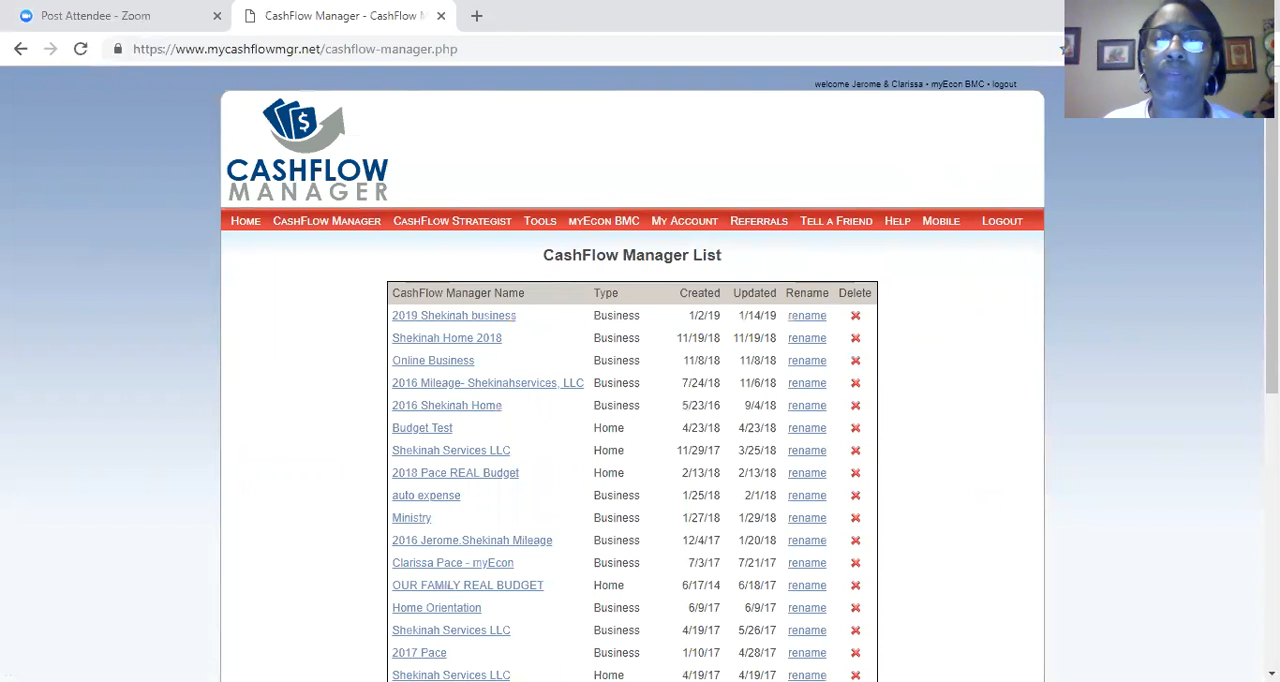 Post Attendee - Zoom
CashFlow Manager - CashFlow M
https://www.mycashflowmgr.net/cashflow-manager.php
welcome Jerome & Clarissa • myEcon BMC • logout
$
CASHFLOW
MANAGER
HOME CASHFLOW MANAGER CASHFLOW STRATEGIST TOOLS MYECON BMC MY ACCOUNT REFERRALS TELL A FRIEND HELP MOBILE LOGOUT
CashFlow Manager List
CashFlow Manager Name Type Created Updated Rename Delete
2019 Shekinah business Business 1/2/19 1/14/19 rename
Shekinah Home 2018 Business 11/19/18 11/19/18 rename
Online Business Business 11/8/18 11/8/18 rename
2016 Mileage- Shekinahservices, LLC Business 7/24/18 11/6/18 rename
2016 Shekinah Home Business 5/23/16 9/4/18 rename
Budget Test Home 4/23/18 4/23/18 rename
Shekinah Services LLC Home 11/29/17 3/25/18 rename
2018 Pace REAL Budget Home 2/13/18 2/13/18 rename
auto expense Business 1/25/18 2/1/18 rename
Ministry Business 1/27/18 1/29/18 rename
2016 Jerome.Shekinah Mileage Business 12/4/17 1/20/18 rename
Clarissa Pace - myEcon Business 7/3/17 7/21/17 rename
OUR FAMILY REAL BUDGET Home 6/17/14 6/18/17 rename
Home Orientation Business 6/9/17 6/9/17 rename
Shekinah Services LLC Business 4/19/17 5/26/17 rename
2017 Pace Business 1/10/17 4/28/17 rename
Shekinah Services LLC Home 4/19/17 4/19/17 rename